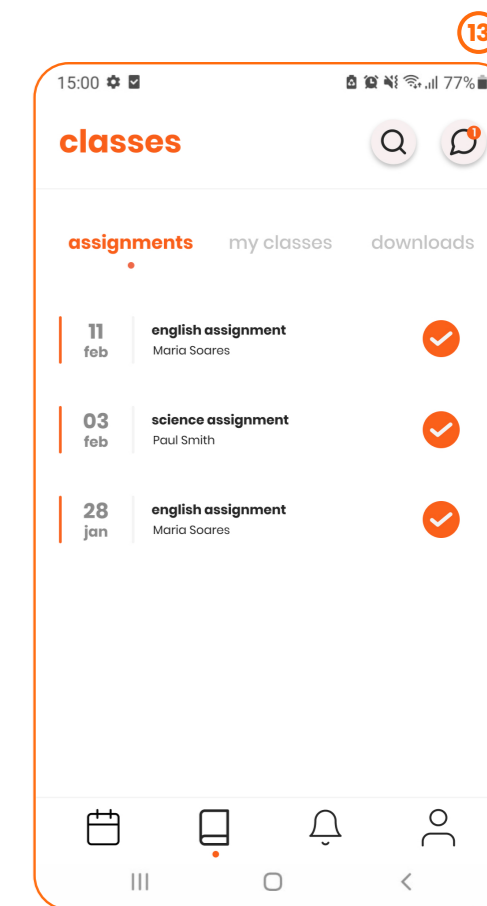 13
15:00 77%
classes
1
assignments my classes downloads
11 english assignment
feb Maria Soares
03 science assignment
feb Paul Smith
28 english assignment
jan Maria Soares